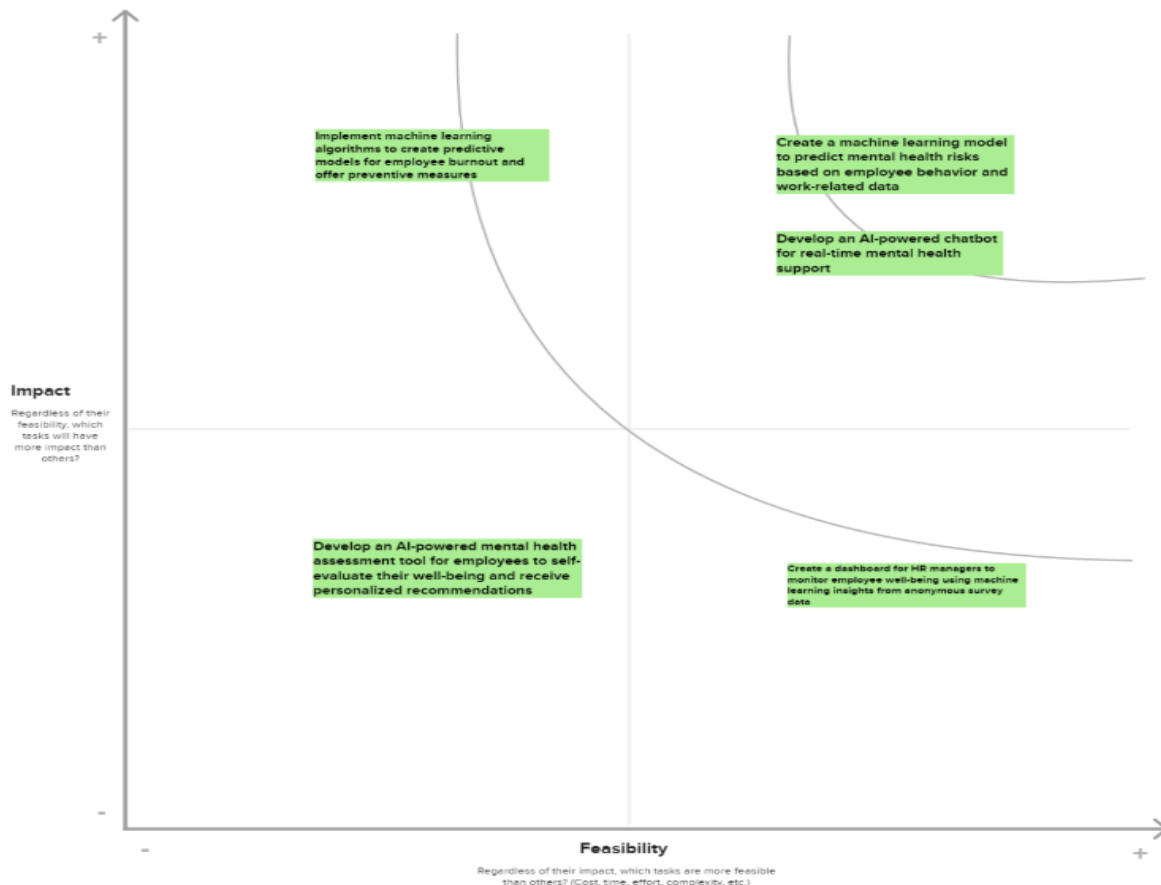 +
Implement machine learning
algorithms to create predictive
models for employee burnout and
offer preventive measures
Create a machine learning model
to predict mental health risks
based on employee behavior and
work-related data
Develop an AI-powered chatbot
for real-time mental health
support
Impact
Regardless of their
feasibility, which
tasks will have
more impact than
others?
Develop an AI-powered mental health
assessment tool for employees to self-
evaluate their well-being and receive
personalized recommendations
Create a dashboard for HR managers to
monitor employee well-being using machine
learning insights from anonymous survey
data
-
-
Feasibility
+
Regardless of their impact, which tasks are more feasible
than others? (Cost, time, effort, complexity, etc.)